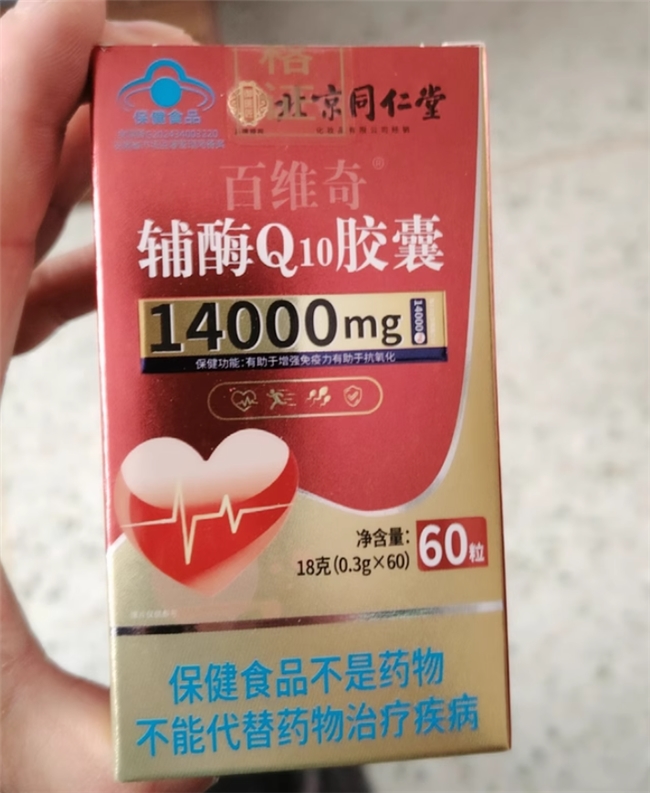 保健食品
北京同仁堂
百维奇®
辅酶Q10胶囊
14000mg
保健功能:有助于增强免疫力有助于抗氧化
净含量:
18克(0.3g×60)
60粒
保健食品不是药物
不能代替药物治疗疾病